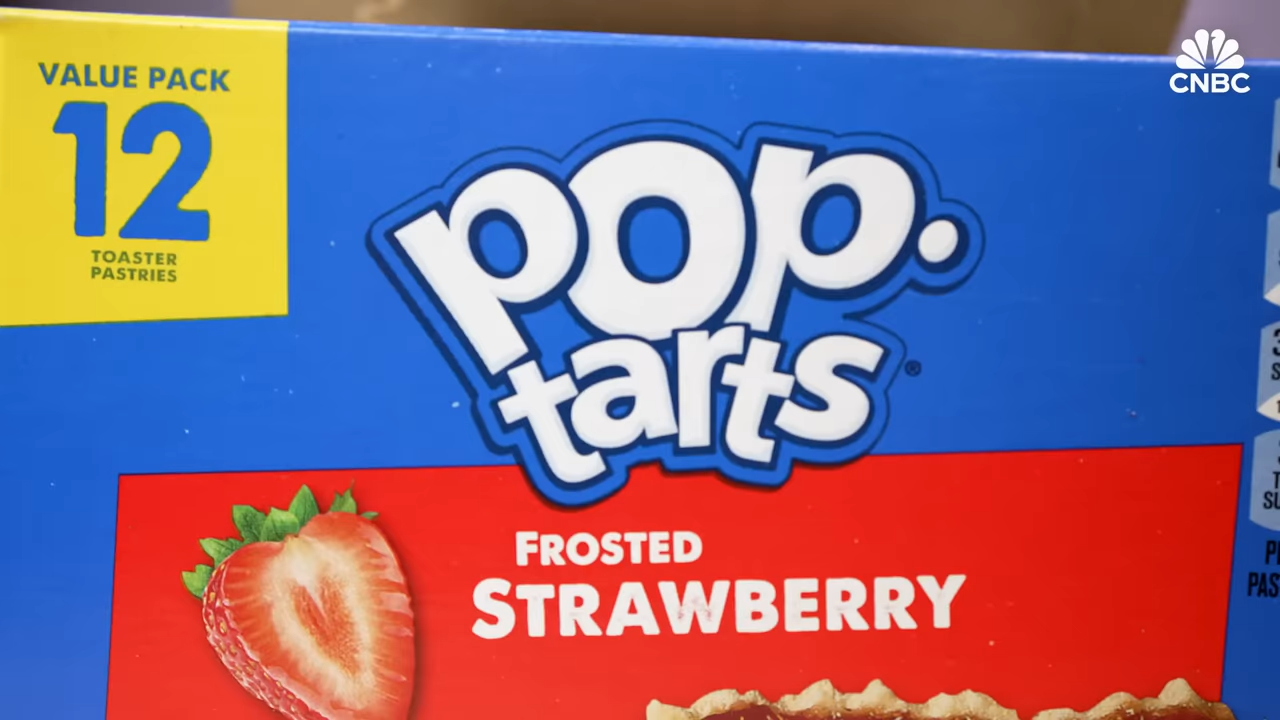 VALUE PACK
12
TOASTER
PASTRIES
CNBC
pop.
tarts®
FROSTED
STRAWBERRY